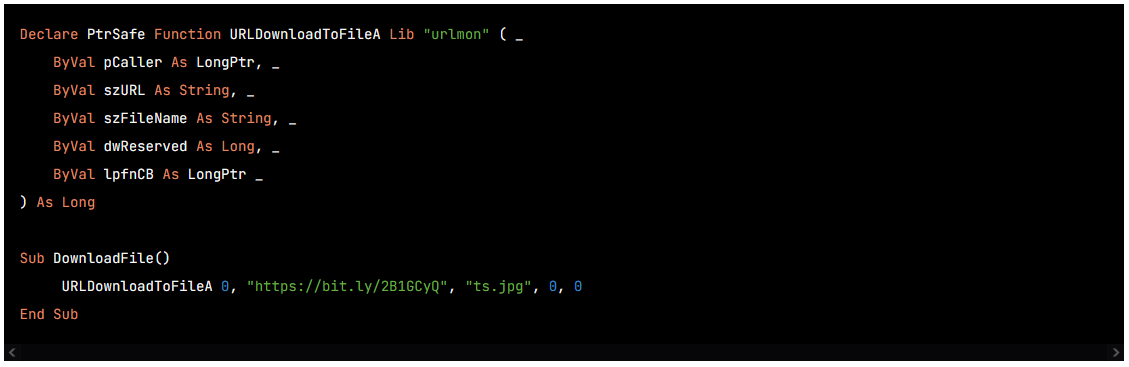 Declare PtrSafe Function URLDownloadToFileA Lib "urlmon" ( _
    ByVal pCaller As LongPtr, _
    ByVal szURL As String, _
    ByVal szFileName As String, _
    ByVal dwReserved As Long, _
    ByVal lpfnCB As LongPtr _
) As Long

Sub DownloadFile()
     URLDownloadToFileA 0, "https://bit.ly/2B1GCyQ", "ts.jpg", 0, 0
End Sub